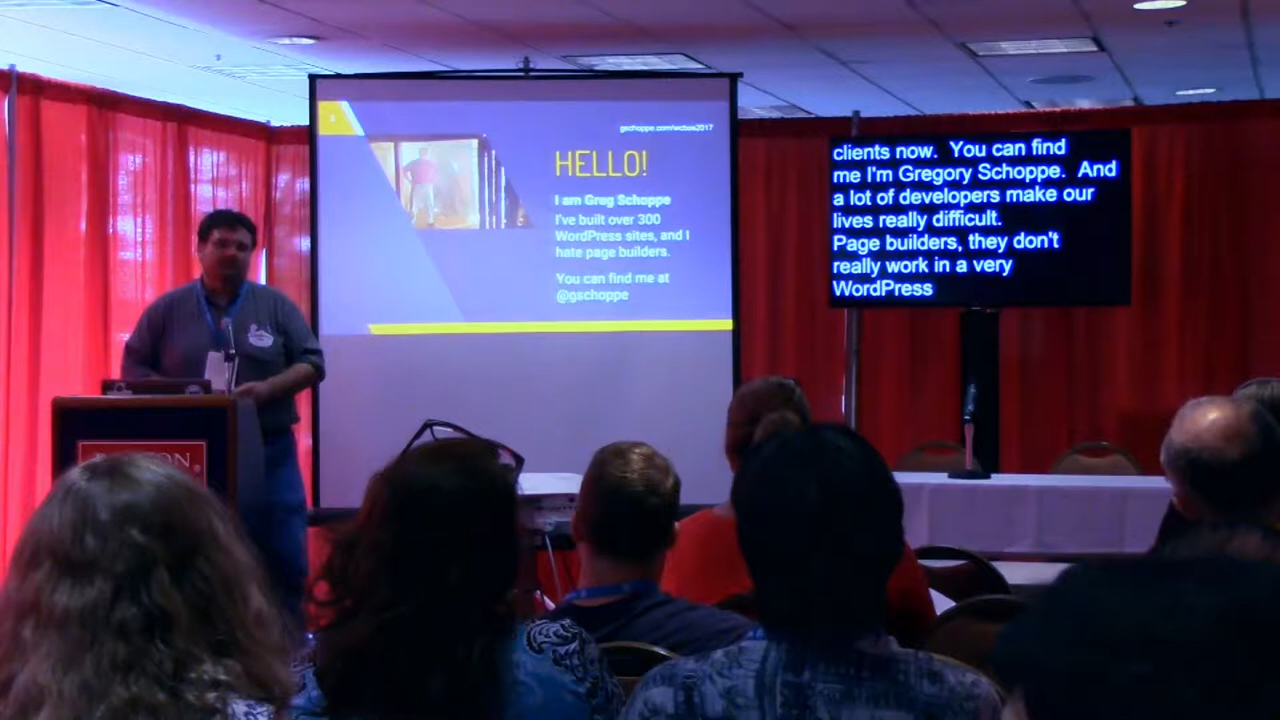 gschoppe.com/wcbos2017
HELLO!
I am Greg Schoppe
I've built over 300
WordPress sites, and I
hate page builders.
You can find me at
@gschoppe
clients now. You can find
me I'm Gregory Schoppe. And
a lot of developers make our
lives really difficult.
Page builders, they don't
really work in a very
WordPress